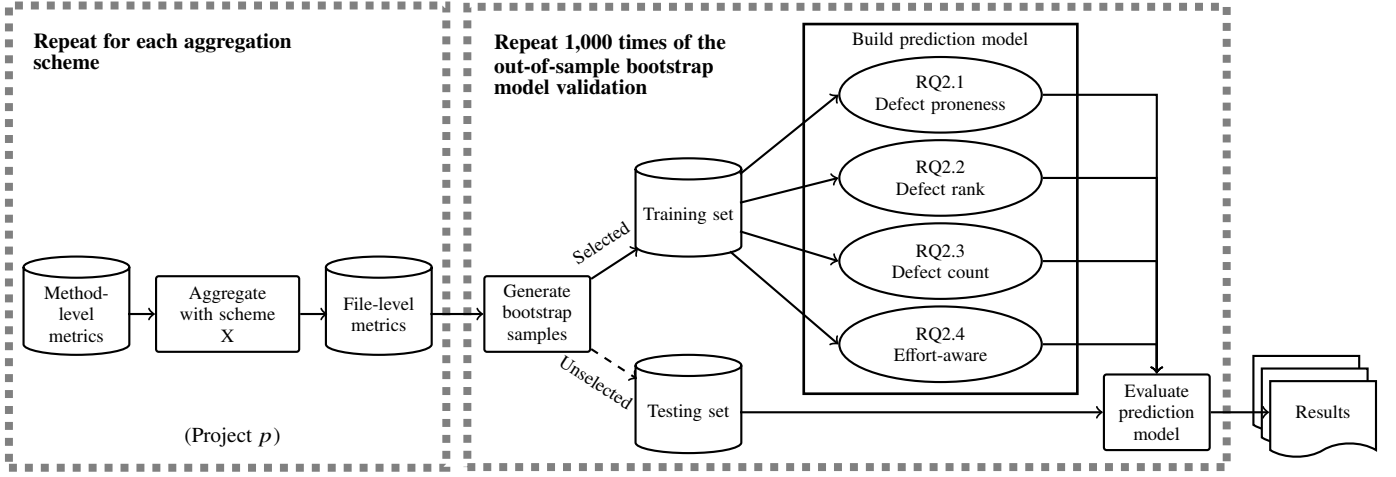 Repeat for each aggregation
scheme
Method-
level
metrics
Aggregate
with scheme
X
File-level
metrics
(Project p)
Repeat 1,000 times of the
out-of-sample bootstrap
model validation
Generate
bootstrap
samples
Selected
Unselected
Training set
Testing set
Build prediction model
RQ2.1
Defect proneness
RQ2.2
Defect rank
RQ2.3
Defect count
RQ2.4
Effort-aware
Evaluate
prediction
model
Results